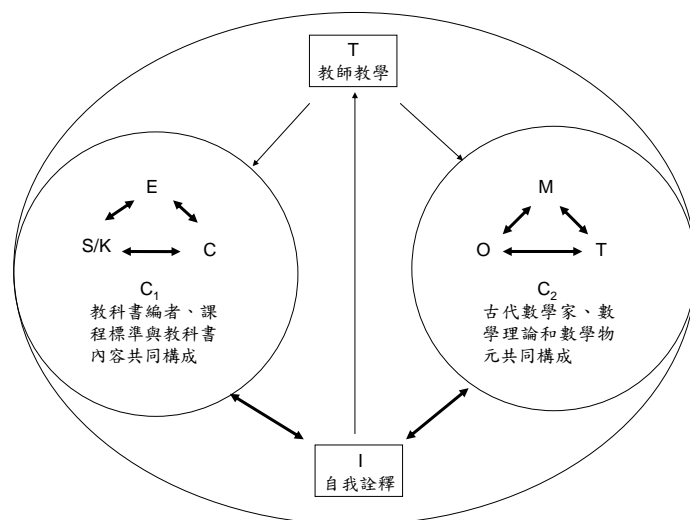 T
教師教學
E
S/K
C
C1
教科書編者、課
程標準與教科書
內容共同構成
M
O
T
C2
古代數學家、數
學理論和數學物
元共同構成
I
自我詮釋